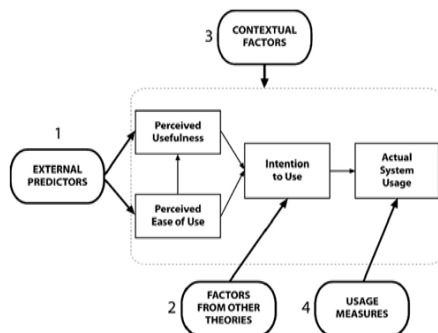 3
CONTEXTUAL
FACTORS
1
EXTERNAL
PREDICTORS
Perceived
Usefulness
Perceived
Ease of Use
Intention
to Use
Actual
System
Usage
2
FACTORS
FROM OTHER
THEORIES
4
USAGE
MEASURES